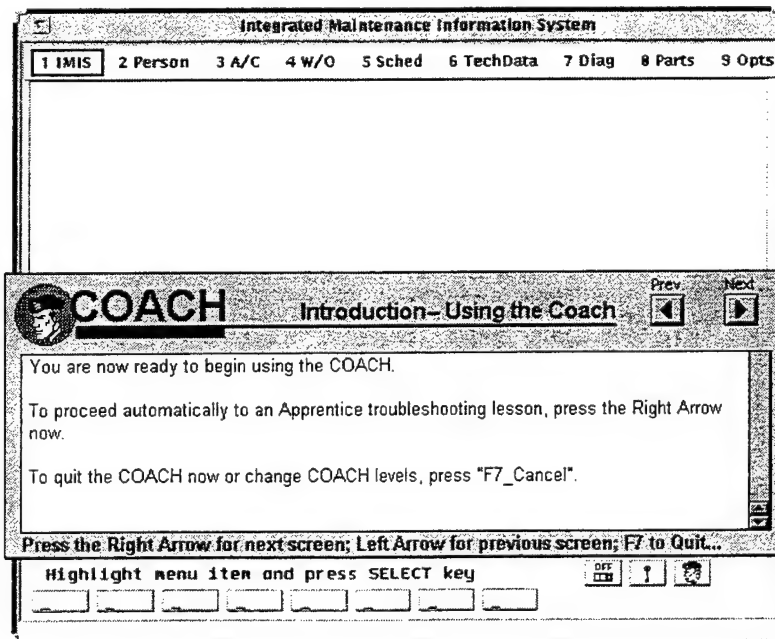 Integrated Maintenance Information System
1 IMIS 2 Person 3 A/C 4 W/O 5 Sched 6 TechData 7 Diag 8 Parts 9 Opts
Prev Next
COACH Introduction– Using the Coach
You are now ready to begin using the COACH.
To proceed automatically to an Apprentice troubleshooting lesson, press the Right Arrow
now.
To quit the COACH now or change COACH levels, press "F7_Cancel".
Press the Right Arrow for next screen; Left Arrow for previous screen; F7 to Quit...
Highlight menu item and press SELECT key
OFF